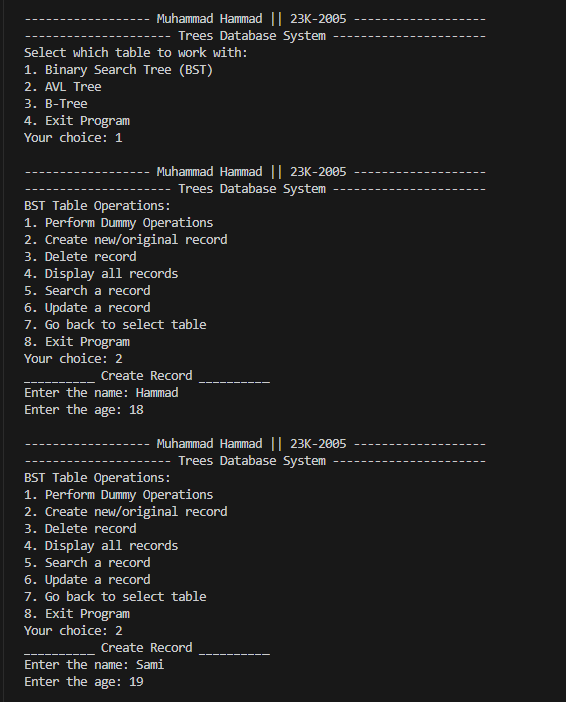 ------------------ Muhammad Hammad || 23K-2005 -------------------
--------------------- Trees Database System ----------------------
Select which table to work with:
1. Binary Search Tree (BST)
2. AVL Tree
3. B-Tree
4. Exit Program
Your choice: 1
------------------ Muhammad Hammad || 23K-2005 -------------------
--------------------- Trees Database System ----------------------
BST Table Operations:
1. Perform Dummy Operations
2. Create new/original record
3. Delete record
4. Display all records
5. Search a record
6. Update a record
7. Go back to select table
8. Exit Program
Your choice: 2
__________ Create Record __________
Enter the name: Hammad
Enter the age: 18
------------------ Muhammad Hammad || 23K-2005 -------------------
--------------------- Trees Database System ----------------------
BST Table Operations:
1. Perform Dummy Operations
2. Create new/original record
3. Delete record
4. Display all records
5. Search a record
6. Update a record
7. Go back to select table
8. Exit Program
Your choice: 2
__________ Create Record __________
Enter the name: Sami
Enter the age: 19